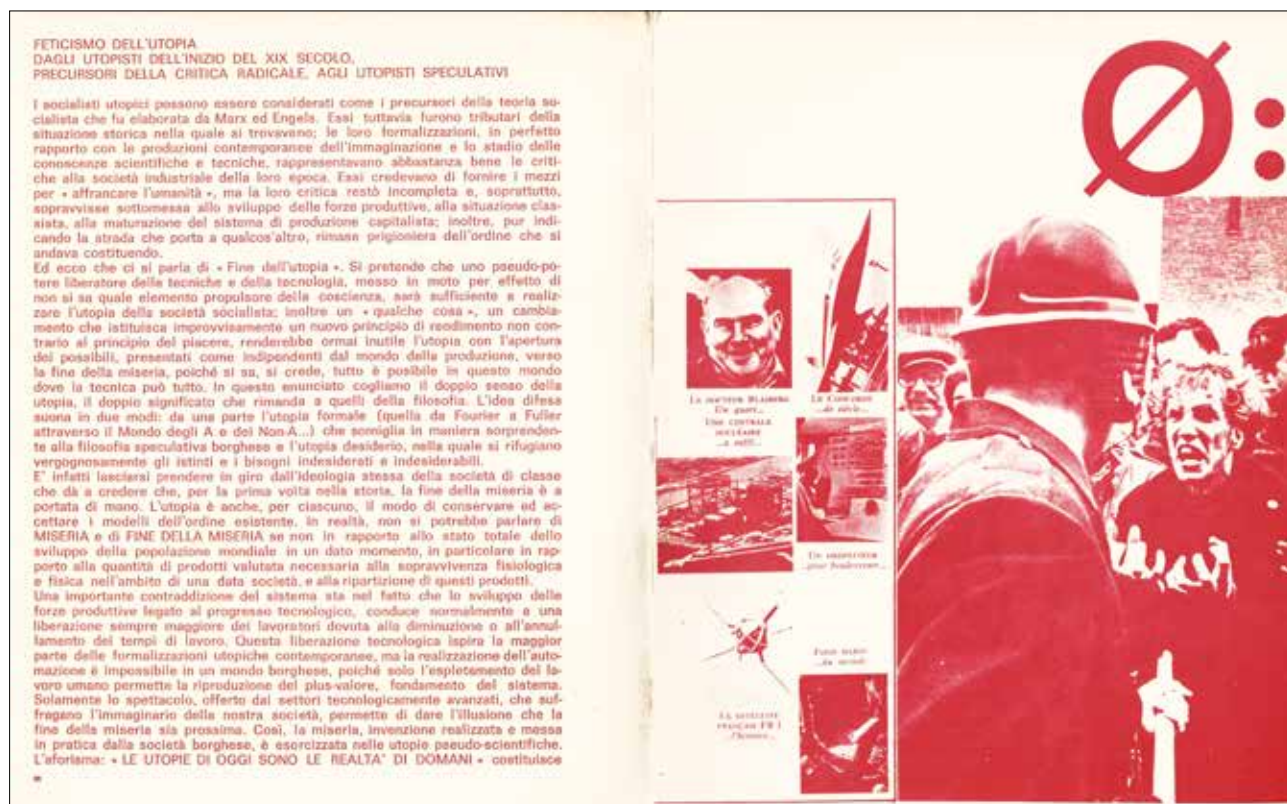 FETICISMO DELL'UTOPIA
DAGLI UTOPISTI DELL'INIZIO DEL XIX SECOLO,
PRECURSORI DELLA CRITICA RADICALE, AGLI UTOPISTI SPECULATIVI
I socialisti utopici possono essere considerati come i precursori della teoria so-
cialista che fu elaborata da Marx ed Engels. Essi tuttavia furono tributari della
situazione storica nella quale si trovavano; le loro formalizzazioni, in perfetto
rapporto con le produzioni contemporanee dell'immaginazione e lo stadio delle
conoscenze scientifiche e tecniche, rappresentavano abbastanza bene le criti-
che alla società industriale della loro epoca. Essi credevano di fornire i mezzi
per « affrancare l'umanità », ma la loro critica restò incompleta e, soprattutto,
sopravvisse sottomessa allo sviluppo delle forze produttive, alla situazione clas-
sista, alla maturazione del sistema di produzione capitalista; inoltre, pur indi-
cando la strada che porta a qualcos'altro, rimase prigioniera dell'ordine che si
andava costituendo.
Ed ecco che ci si parla di « Fine dell'utopia ». Si pretende che uno pseudo-po-
tere liberatore delle tecniche e della tecnologia, messo in moto per effetto di
non si sa quale elemento propulsore della coscienza, sarà sufficiente a realiz-
zare l'utopia della società socialista; inoltre un « qualche cosa », un cambia-
mento che istituisca improvvisamente un nuovo principio di rendimento non con-
trario al principio del piacere, renderebbe ormai inutile l'utopia con l'apertura
dei possibili, presentati come indipendenti dal mondo della produzione, verso
la fine della miseria, poiché si sa, si crede, tutto è posibile in questo mondo
dove la tecnica può tutto. In questo enunciato cogliamo il doppio senso della
utopia, il doppio significato che rimanda a quelli della filosofia. L'idea difesa
suona in due modi: da una parte l'utopia formale (quella da Fourier a Fuller
attraverso il Mondo degli A e dei Non-A...) che somiglia in maniera sorprenden-
te alla filosofia speculativa borghese e l'utopia desiderio, nella quale si rifugiano
vergognosamente gli istinti e i bisogni indesiderati e indesiderabili.
E' infatti lasciarsi prendere in giro dall'ideologia stessa della società di classe
che dà a credere che, per la prima volta nella storia, la fine della miseria è a
portata di mano. L'utopia è anche, per ciascuno, il modo di conservare ed ac-
cettare i modelli dell'ordine esistente. In realtà, non si potrebbe parlare di
MISERIA e di FINE DELLA MISERIA se non in rapporto allo stato totale dello
sviluppo della popolazione mondiale in un dato momento, in particolare in rap-
porto alla quantità di prodotti valutata necessaria alla sopravvivenza fisiologica
e fisica nell'ambito di una data società, e alla ripartizione di questi prodotti.
Una importante contraddizione del sistema sta nel fatto che lo sviluppo delle
forze produttive legato al progresso tecnologico, conduce normalmente a una
liberazione sempre maggiore dei lavoratori dovuta alla diminuzione o all'annul-
lamento dei tempi di lavoro. Questa liberazione tecnologica ispira la maggior
parte delle formalizzazioni utopiche contemporanee, ma la realizzazione dell'auto-
mazione è impossibile in un mondo borghese, poiché solo l'espletamento del la-
voro umano permette la riproduzione del plus-valore, fondamento del sistema.
Solamente lo spettacolo, offerto dai settori tecnologicamente avanzati, che suf-
fragano l'immaginario della nostra società, permette di dare l'illusione che la
fine della miseria sia prossima. Così, la miseria, invenzione realizzata e messa
in pratica dalla società borghese, è esorcizzata nelle utopie pseudo-scientifiche.
L'aforisma: « LE UTOPIE DI OGGI SONO LE REALTA' DI DOMANI » costituisce
Ø:
LE DOCTEUR BLAIBERG
Un quart...
LE CONCORDE
...de siècle...
UNE CENTRALE
NUCLÉAIRE
...a suffi...
UN ORDINATEUR
...pour bouleverser...
LE SATELLITE
FRANÇAIS FR 1
...l'histoire...
...du monde